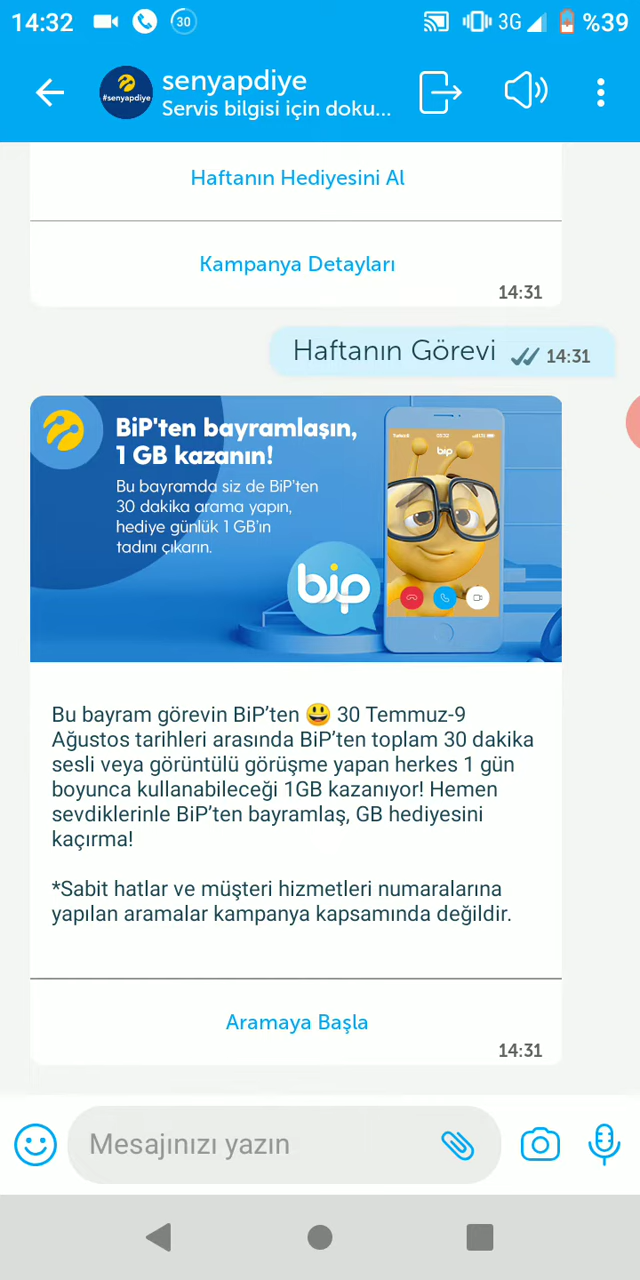 14:32 30 3G %39
senyapdiye
#senyapdiye
Servis bilgisi için doku...
Haftanın Hediyesini Al
Kampanya Detayları
14:31
Haftanın Görevi 14:31
BiP'ten bayramlaşın,
1 GB kazanın!
Bu bayramda siz de BiP'ten
30 dakika arama yapın,
hediye günlük 1 GB'ın
tadını çıkarın.
bip
bip
Bu bayram görevin BiP’ten 😃 30 Temmuz-9
Ağustos tarihleri arasında BiP’ten toplam 30 dakika
sesli veya görüntülü görüşme yapan herkes 1 gün
boyunca kullanabileceği 1GB kazanıyor! Hemen
sevdiklerinle BiP’ten bayramlaş, GB hediyesini
kaçırma!
*Sabit hatlar ve müşteri hizmetleri numaralarına
yapılan aramalar kampanya kapsamında değildir.
Aramaya Başla
14:31
Mesajınızı yazın